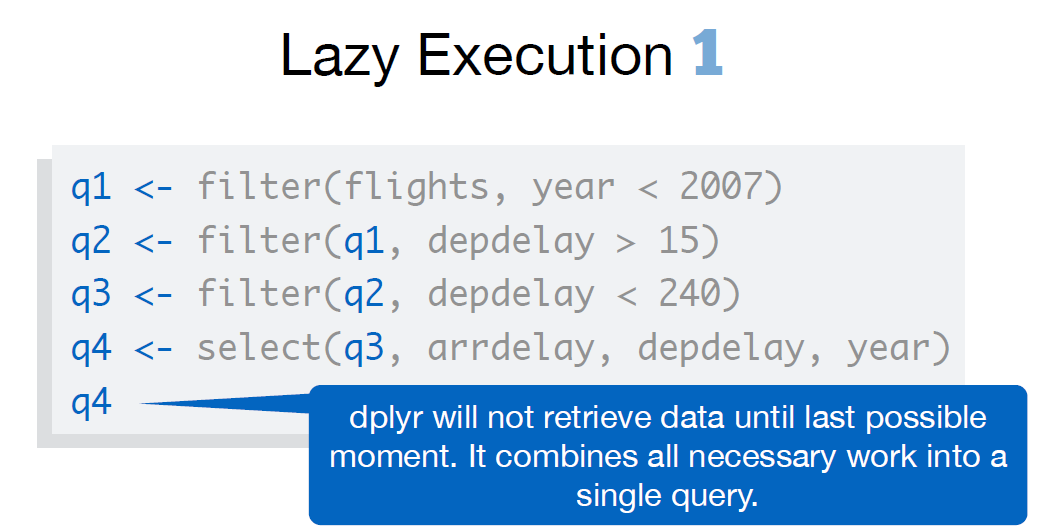 Lazy Execution 1
q1 <- filter(flights, year < 2007)
q2 <- filter(q1, depdelay > 15)
q3 <- filter(q2, depdelay < 240)
q4 <- select(q3, arrdelay, depdelay, year)
q4
dplyr will not retrieve data until last possible
moment. It combines all necessary work into a
single query.